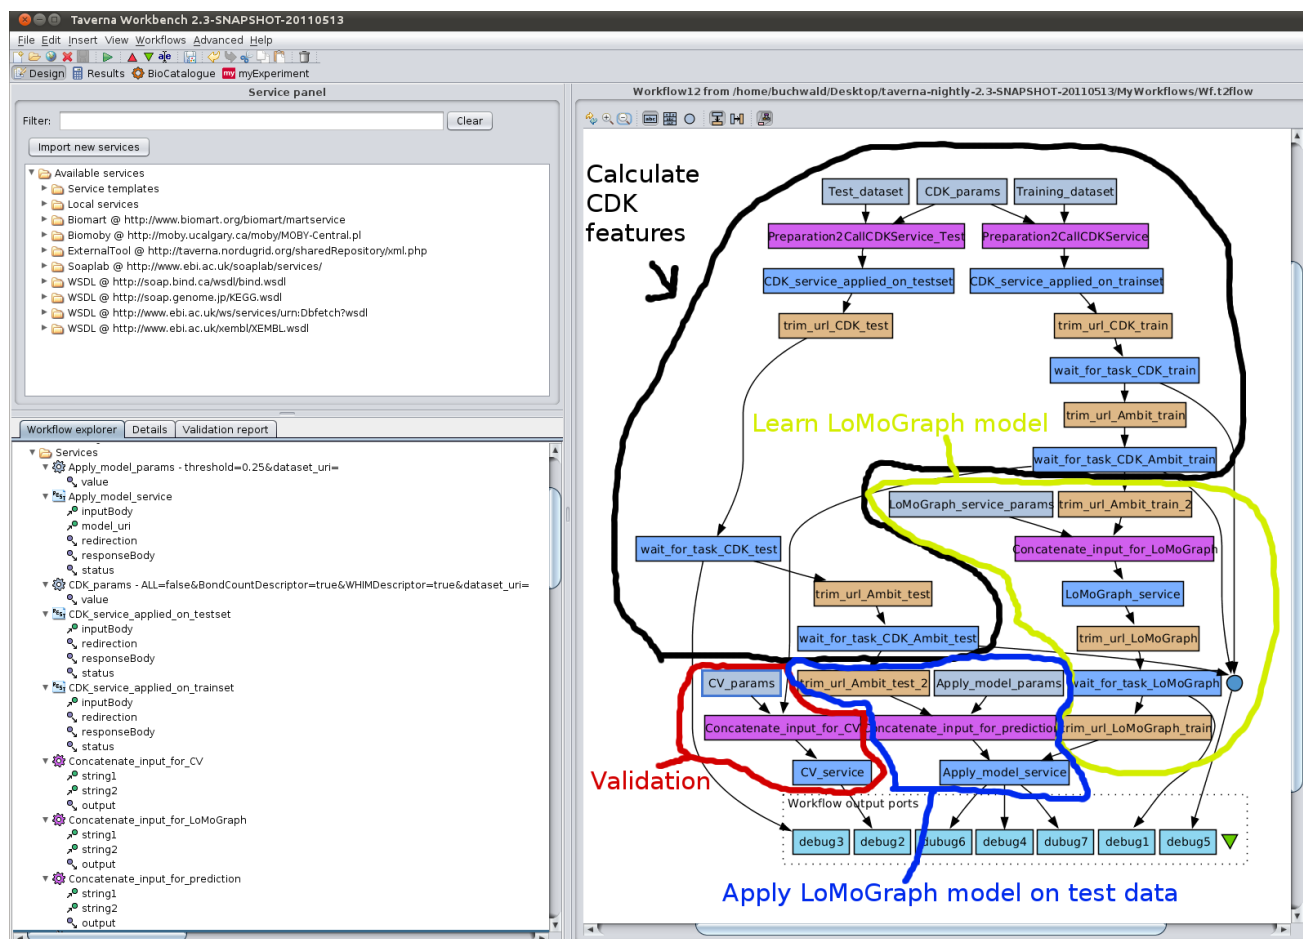 Taverna Workbench 2.3-SNAPSHOT-20110513
File Edit Insert View Workflows Advanced Help
Design Results BioCatalogue my myExperiment
Service panel
Filter: Clear
Import new services
Available services
Service templates
Local services
Biomart @ http://www.biomart.org/biomart/martservice
Biomoby @ http://moby.ucalgary.ca/moby/MOBY-Central.pl
ExternalTool @ http://taverna.nordugrid.org/sharedRepository/xml.php
Soaplab @ http://www.ebi.ac.uk/soaplab/services/
WSDL @ http://soap.bind.ca/wsdl/bind.wsdl
WSDL @ http://soap.genome.jp/KEGG.wsdl
WSDL @ http://www.ebi.ac.uk/ws/services/urn:Dbfetch?wsdl
WSDL @ http://www.ebi.ac.uk/xembl/XEMBL.wsdl
Workflow explorer Details Validation report
Services
Apply_model_params - threshold=0.25&dataset_uri=
value
Apply_model_service
inputBody
model_uri
redirection
responseBody
status
CDK_params - ALL=false&BondCountDescriptor=true&WHIMDescriptor=true&dataset_uri=
value
CDK_service_applied_on_testset
inputBody
redirection
responseBody
status
CDK_service_applied_on_trainset
inputBody
redirection
responseBody
status
Concatenate_input_for_CV
string1
string2
output
Concatenate_input_for_LoMoGraph
string1
string2
output
Concatenate_input_for_prediction
string1
string2
output
Workflow12 from /home/buchwald/Desktop/taverna-nightly-2.3-SNAPSHOT-20110513/MyWorkflows/Wf.t2flow
Calculate
CDK
features
Test_dataset CDK_params Training_dataset
Preparation2CallCDKService_Test Preparation2CallCDKService
CDK_service_applied_on_testset CDK_service_applied_on_trainset
trim_url_CDK_test trim_url_CDK_train
wait_for_task_CDK_train
trim_url_Ambit_train
Learn LoMoGraph model
wait_for_task_CDK_Ambit_train
LoMoGraph_service_params trim_url_Ambit_train_2
wait_for_task_CDK_test Concatenate_input_for_LoMoGraph
trim_url_Ambit_test LoMoGraph_service
wait_for_task_CDK_Ambit_test trim_url_LoMoGraph
CV_params trim_url_Ambit_test_2 Apply_model_params wait_for_task_LoMoGraph
Concatenate_input_for_CV Concatenate_input_for_prediction trim_url_LoMoGraph_train
Validation CV_service Apply_model_service
Workflow output ports
debug3 debug2 dubug6 debug4 dubug7 debug1 debug5
Apply LoMoGraph model on test data